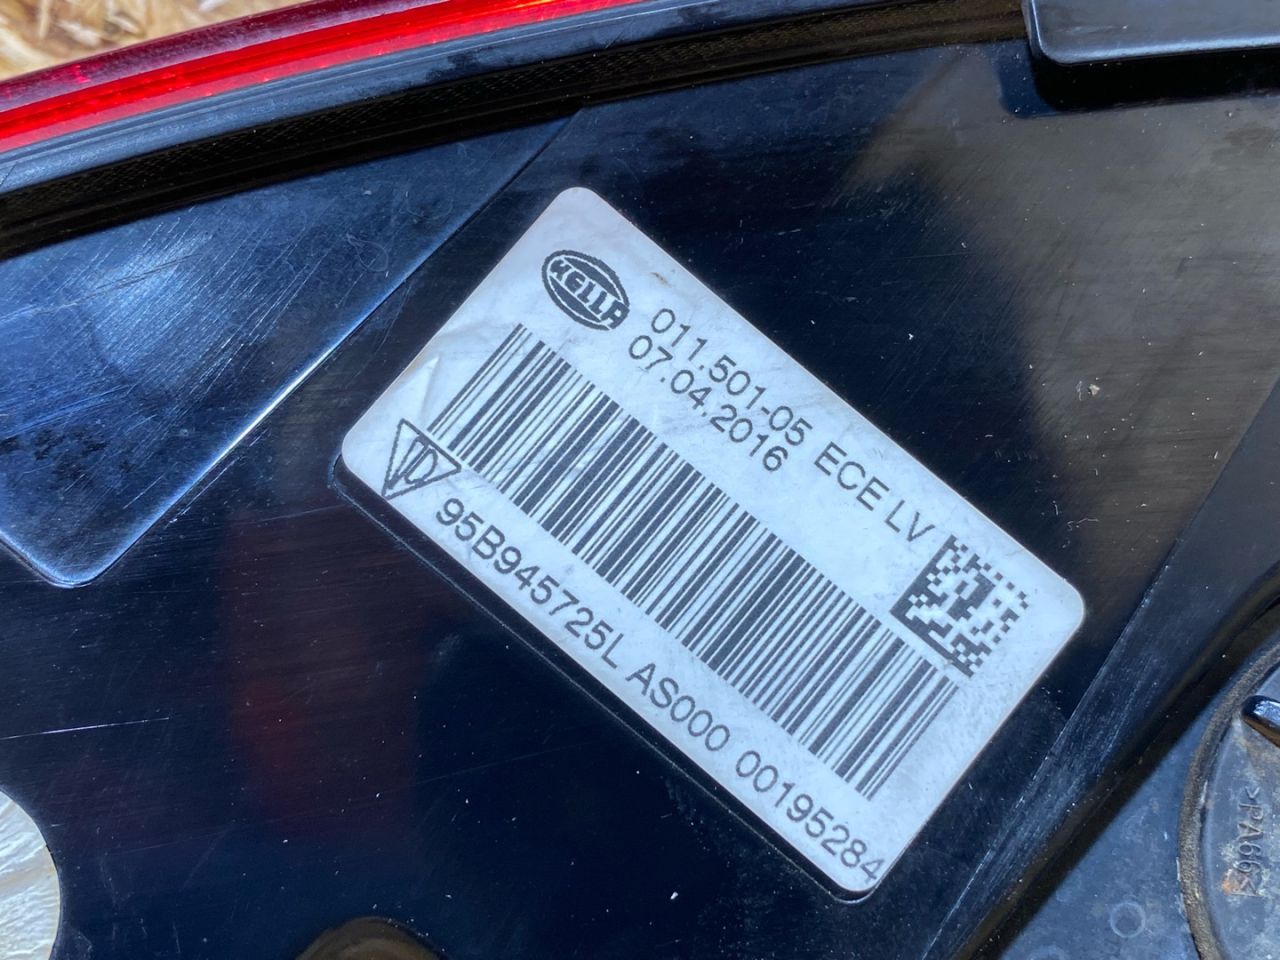 HELLA
011.501-05 ECE LV
07.04.2016
95B945725L AS000 00195284
>PA66<